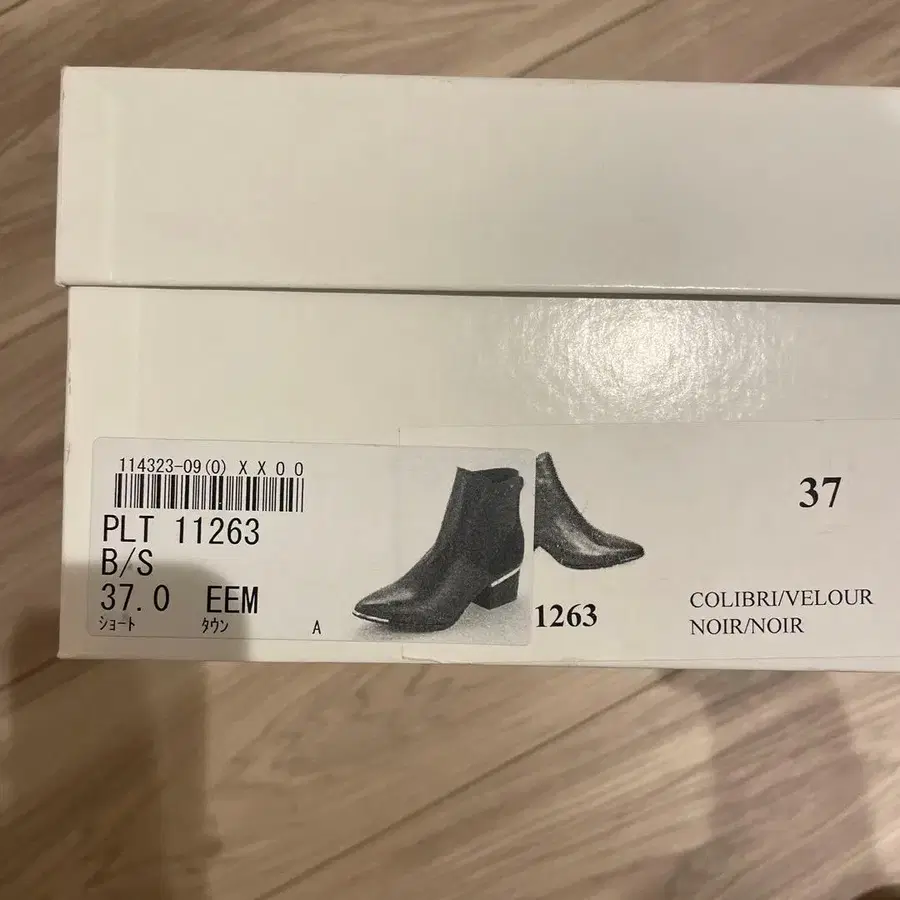 114323-09(0) X X 0 0
PLT 11263
B/S
37.0 EEM
ショート タウン A
37
1263
COLIBRI/VELOUR
NOIR/NOIR